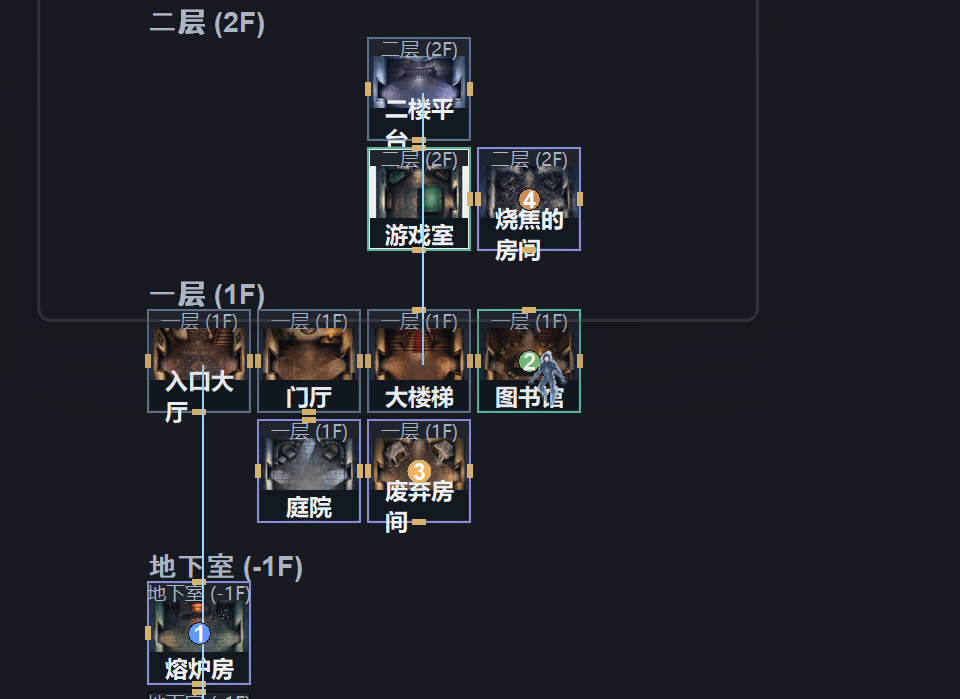 二层 (2F)
二层 (2F)
二楼平
台
二层 (2F)
二层 (2F)
4
游戏室
烧焦的
房间
一层 (1F)
一层 (1F)
一层 (1F)
一层 (1F)
一层 (1F)
2
入口大
厅
门厅
大楼梯
图书馆
一层 (1F)
一层 (1F)
3
庭院
废弃房
间
地下室 (-1F)
地下室 (-1F)
1
熔炉房
地下室 (-1F)